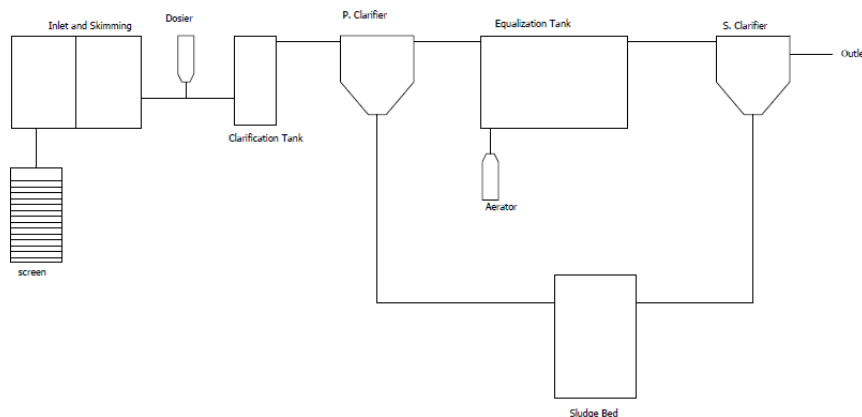 Inlet and Skimming
Dosier
P. Clarifier
Equalization Tank
S. Clarifier
Outle
Clarification Tank
Aerator
screen
Sludge Bed